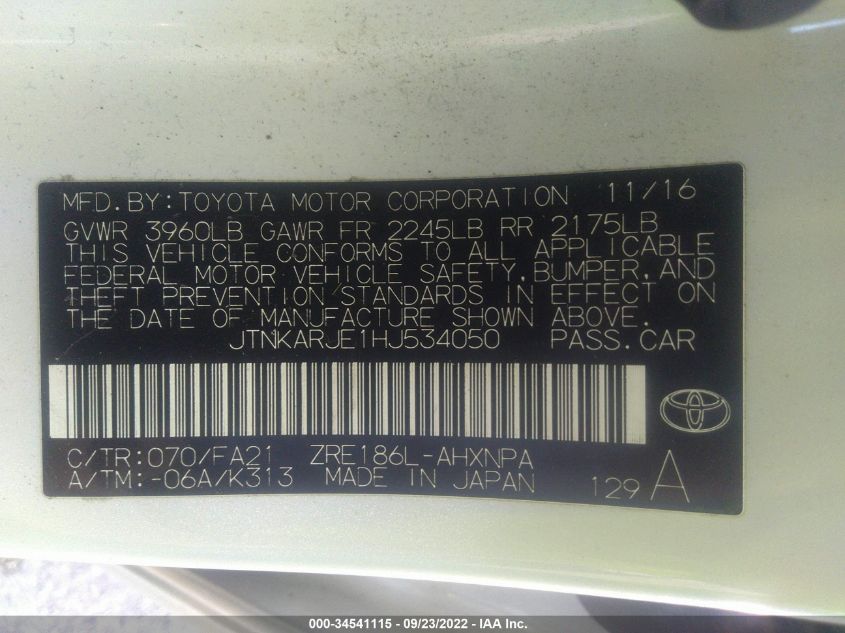 MFD.BY:TOYOTA MOTOR CORPORATION 11/16
GVWR 3960LB GAWR FR 2245LB RR 2175LB
THIS VEHICLE CONFORMS TO ALL APPLICABLE
FEDERAL MOTOR VEHICLE SAFETY,BUMPER,AND
THEFT PREVENTION STANDARDS IN EFFECT ON
THE DATE OF MANUFACTURE SHOWN ABOVE.
JTNKARJE1HJ534050 PASS.CAR
C/TR:070/FA21 ZRE186L-AHXNPA
A/TM:-06A/K313 MADE IN JAPAN 129 A
000-34541115 - 09/23/2022 - IAA Inc.